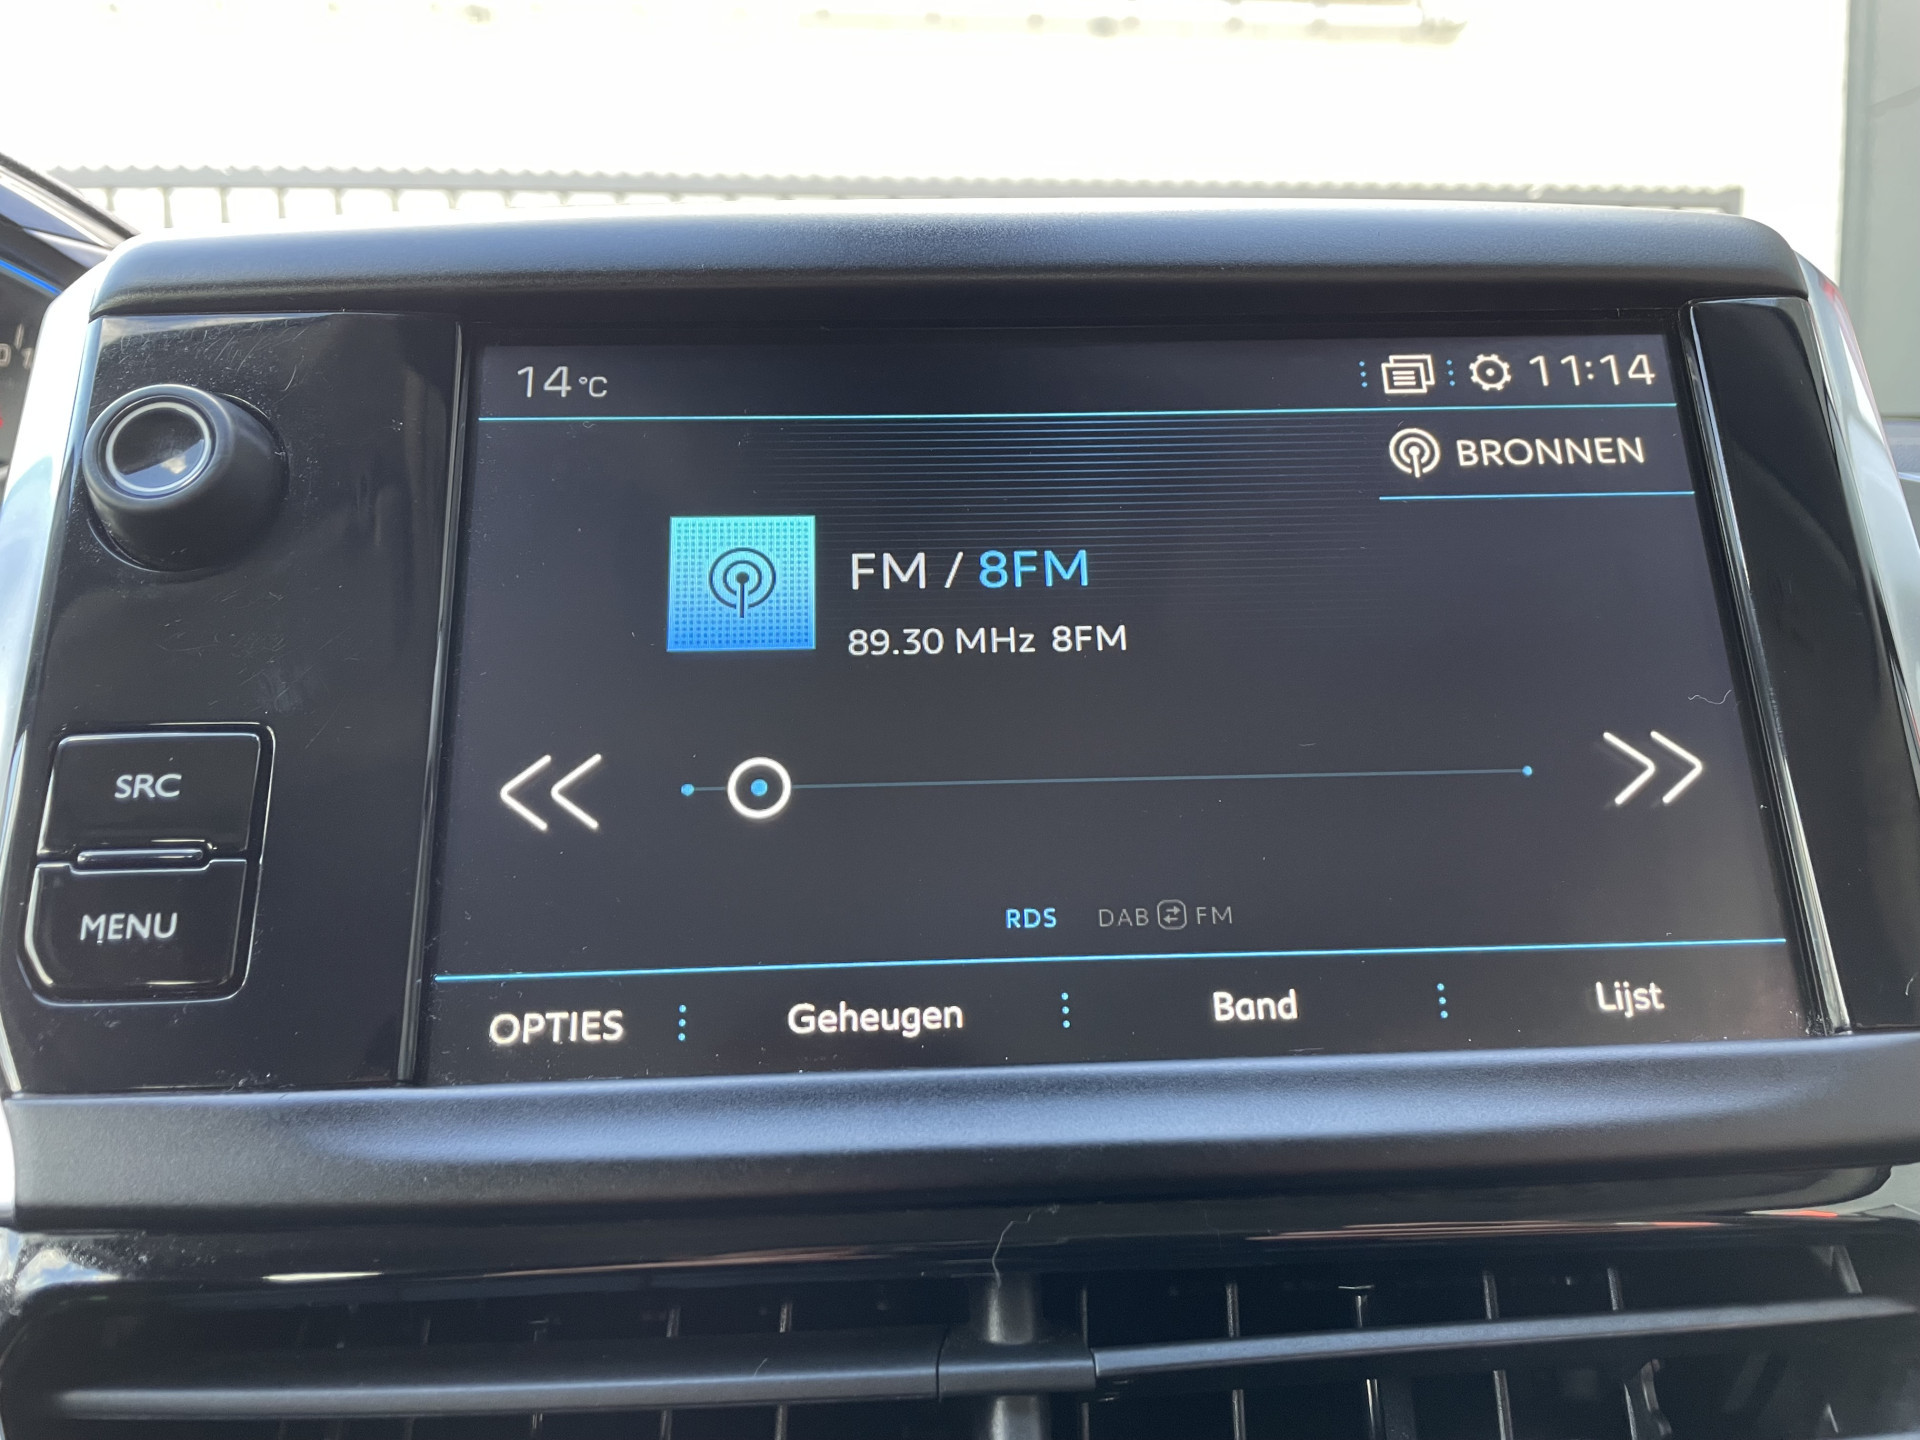 14 °C
11:14
BRONNEN
FM / 8FM
89.30 MHz 8FM
SRC
MENU
RDS DAB FM
OPTIES Geheugen Band Lijst